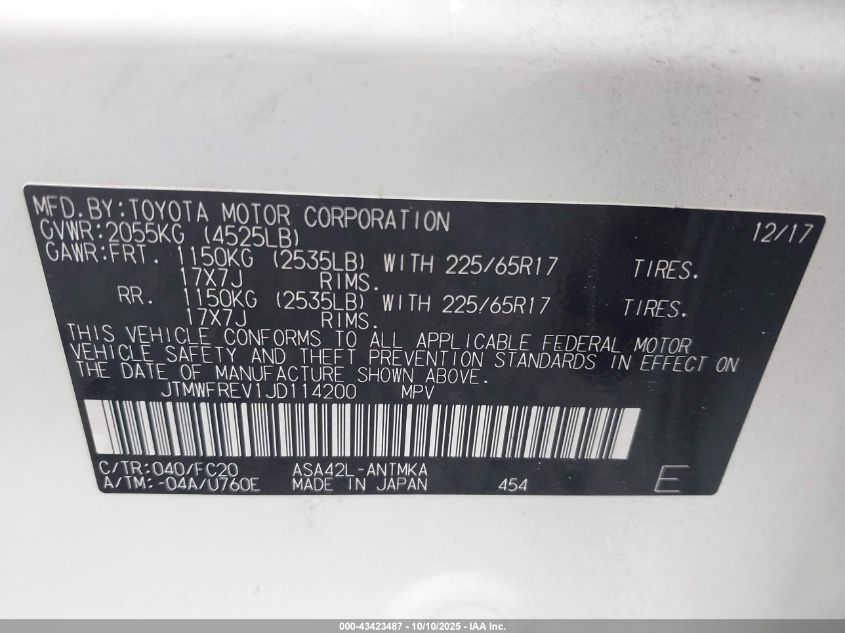 MFD.BY:TOYOTA MOTOR CORPORATION 12/17
GVWR:2055KG (4525LB)
GAWR:FRT. 1150KG (2535LB) WITH 225/65R17 TIRES.
17X7J RIMS.
RR. 1150KG (2535LB) WITH 225/65R17 TIRES.
17X7J RIMS.
THIS VEHICLE CONFORMS TO ALL APPLICABLE FEDERAL MOTOR
VEHICLE SAFETY AND THEFT PREVENTION STANDARDS IN EFFECT ON
THE DATE OF MANUFACTURE SHOWN ABOVE.
JTMWFREV1JD114200 MPV
C/TR:040/FC20 ASA42L-ANTMKA
A/TM:-04A/U760E MADE IN JAPAN 454 E
000-43423487 - 10/10/2025 - IAA Inc.